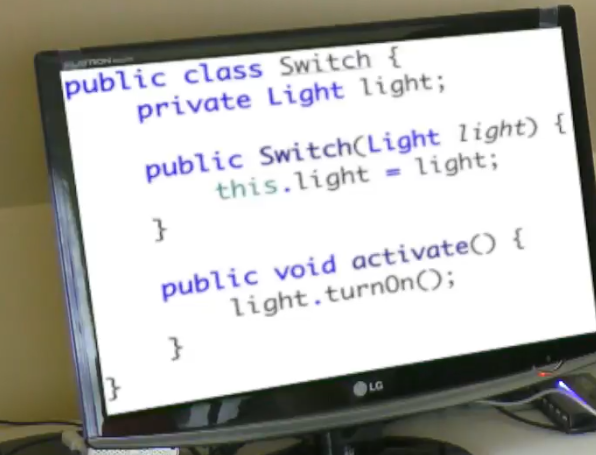 public class Switch {
private Light light;
public Switch(Light light) {
this.light = light;
}
public void activate() {
light.turnOn();
}
}
LG